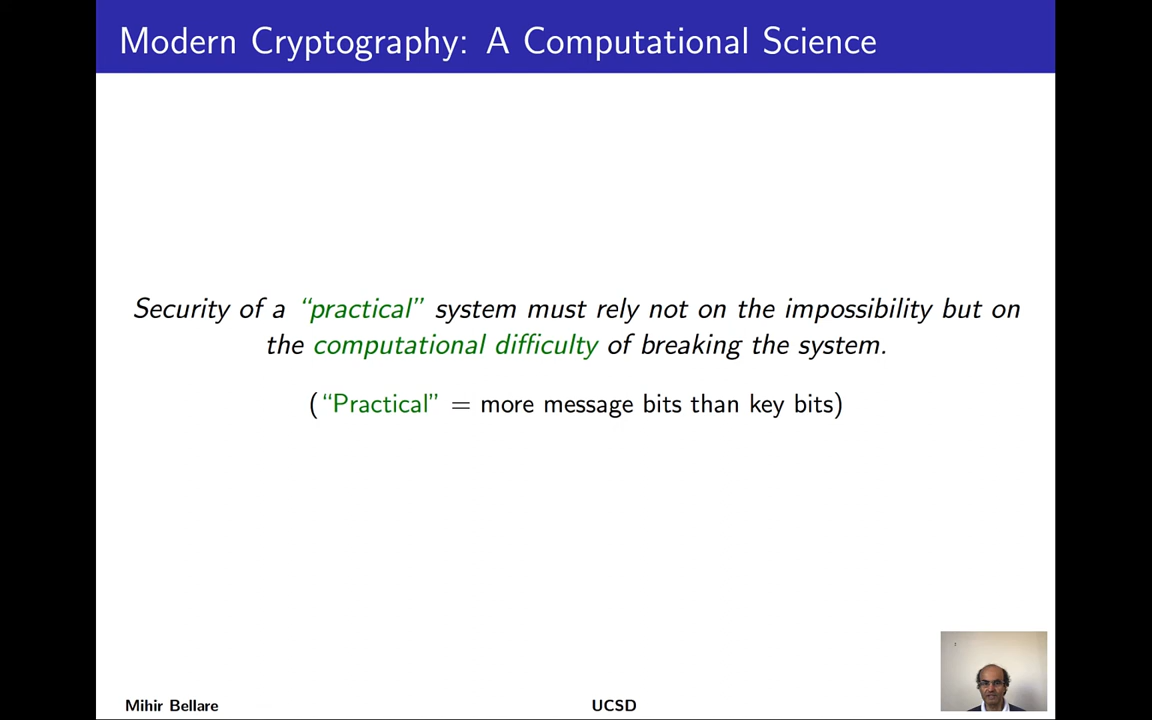 Modern Cryptography: A Computational Science
Security of a “practical” system must rely not on the impossibility but on
the computational difficulty of breaking the system.
(“Practical” = more message bits than key bits)
Mihir Bellare
UCSD